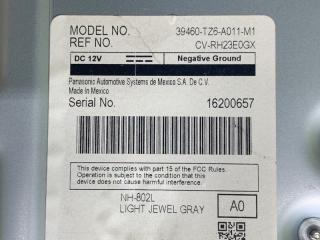 MODEL NO. 39460-TZ6-A011-M1
REF NO. CV-RH23E0GX
DC 12V Negative Ground
Panasonic Automotive Systems de Mexico S.A. De C.V.
Made In Mexico
Serial No. 16200657
This device complies with part 15 of the FCC Rules.
Operation is subject to the condition that this
device does not cause harmful interference.
NH-802L
LIGHT JEWEL GRAY A0